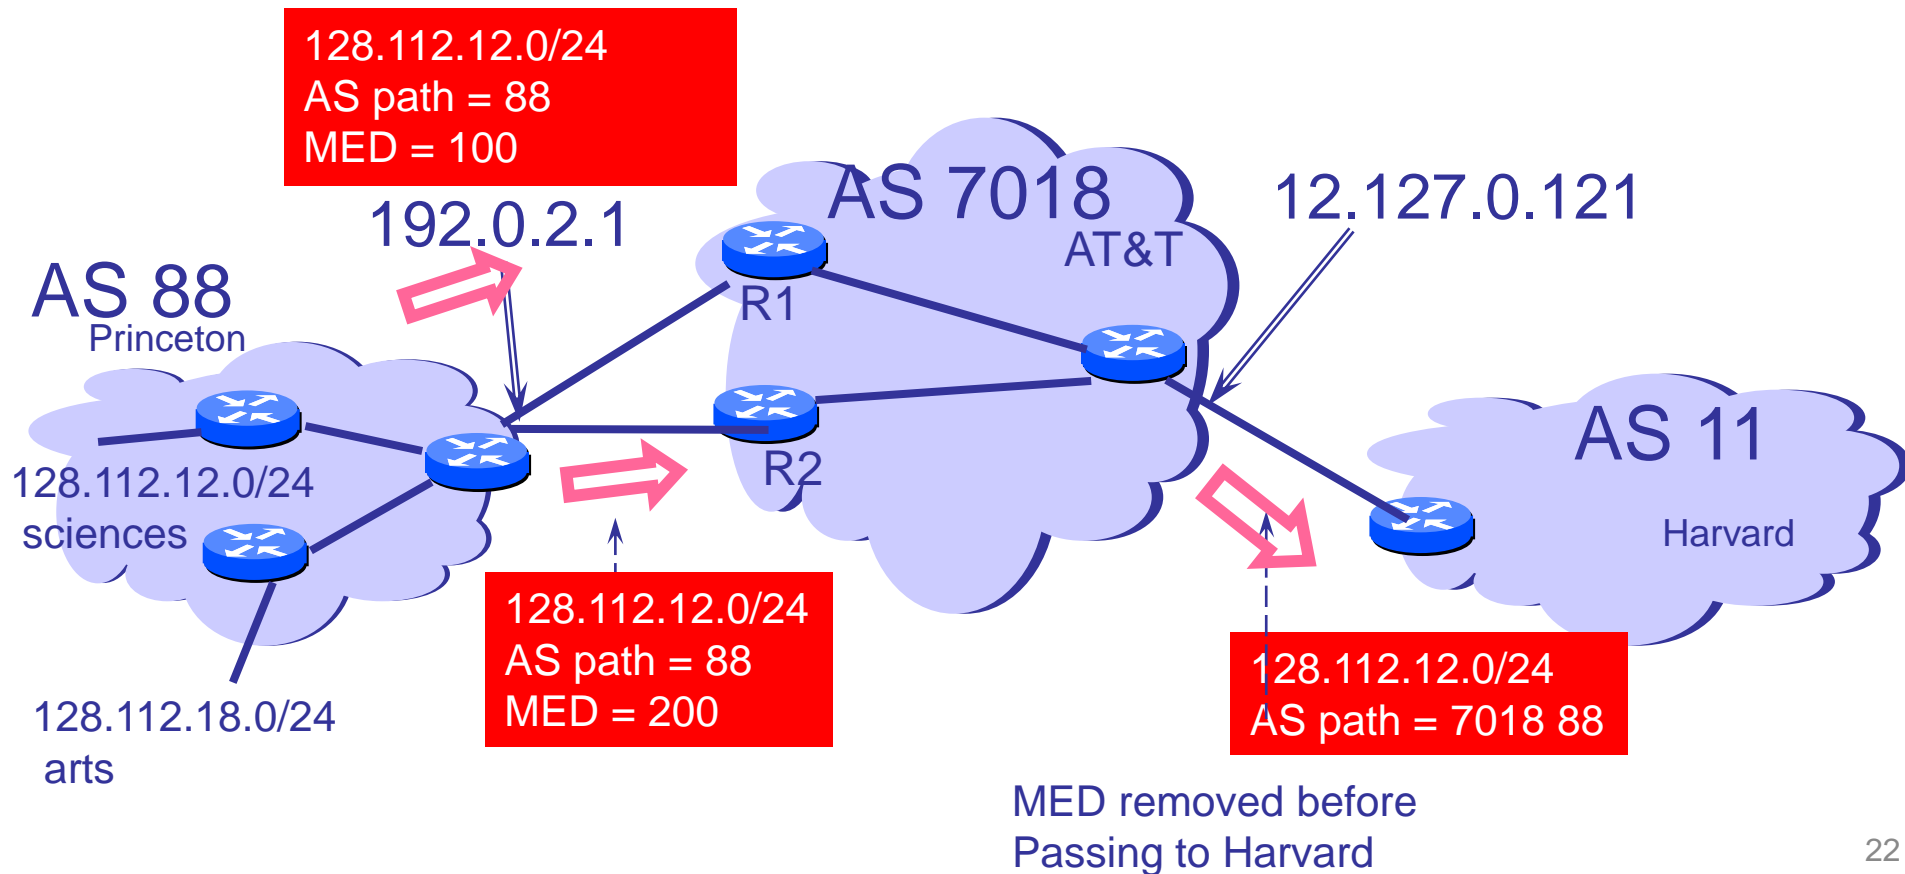 128.112.12.0/24
AS path = 88
MED = 100
192.0.2.1
AS 7018
AT&T
12.127.0.121
AS 88
Princeton
R1
R2
AS 11
Harvard
128.112.12.0/24
sciences
128.112.12.0/24
AS path = 88
MED = 200
128.112.12.0/24
AS path = 7018 88
128.112.18.0/24
arts
MED removed before
Passing to Harvard
22